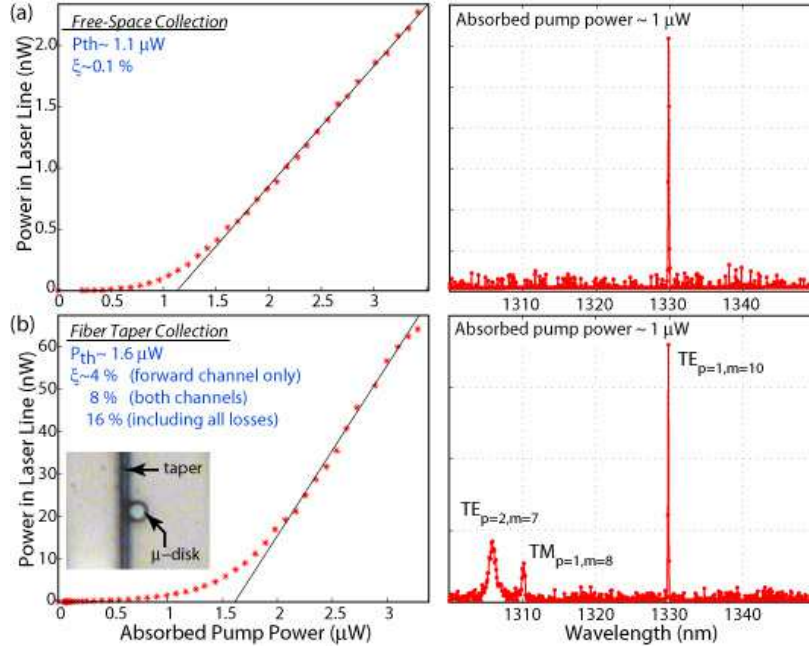 (a)
Free-Space Collection
Pth~ 1.1 μW
ξ~0.1 %
Power in Laser Line (nW)
2.0
1.5
1.0
0.5
0.0
0
0.5
1
1.5
2
2.5
3
Absorbed pump power ~ 1 μW
1310
1320
1330
1340
(b)
Fiber Taper Collection
Pth~ 1.6 μW
ξ~4 % (forward channel only)
8 % (both channels)
16 % (including all losses)
taper
μ-disk
Power in Laser Line (nW)
60
50
40
30
20
10
0
0
0.5
1.0
1.5
2
2.5
3
Absorbed Pump Power (μW)
Absorbed pump power ~ 1 μW
TEp=1,m=10
TEp=2,m=7
TMp=1,m=8
1310
1320
1330
1340
Wavelength (nm)